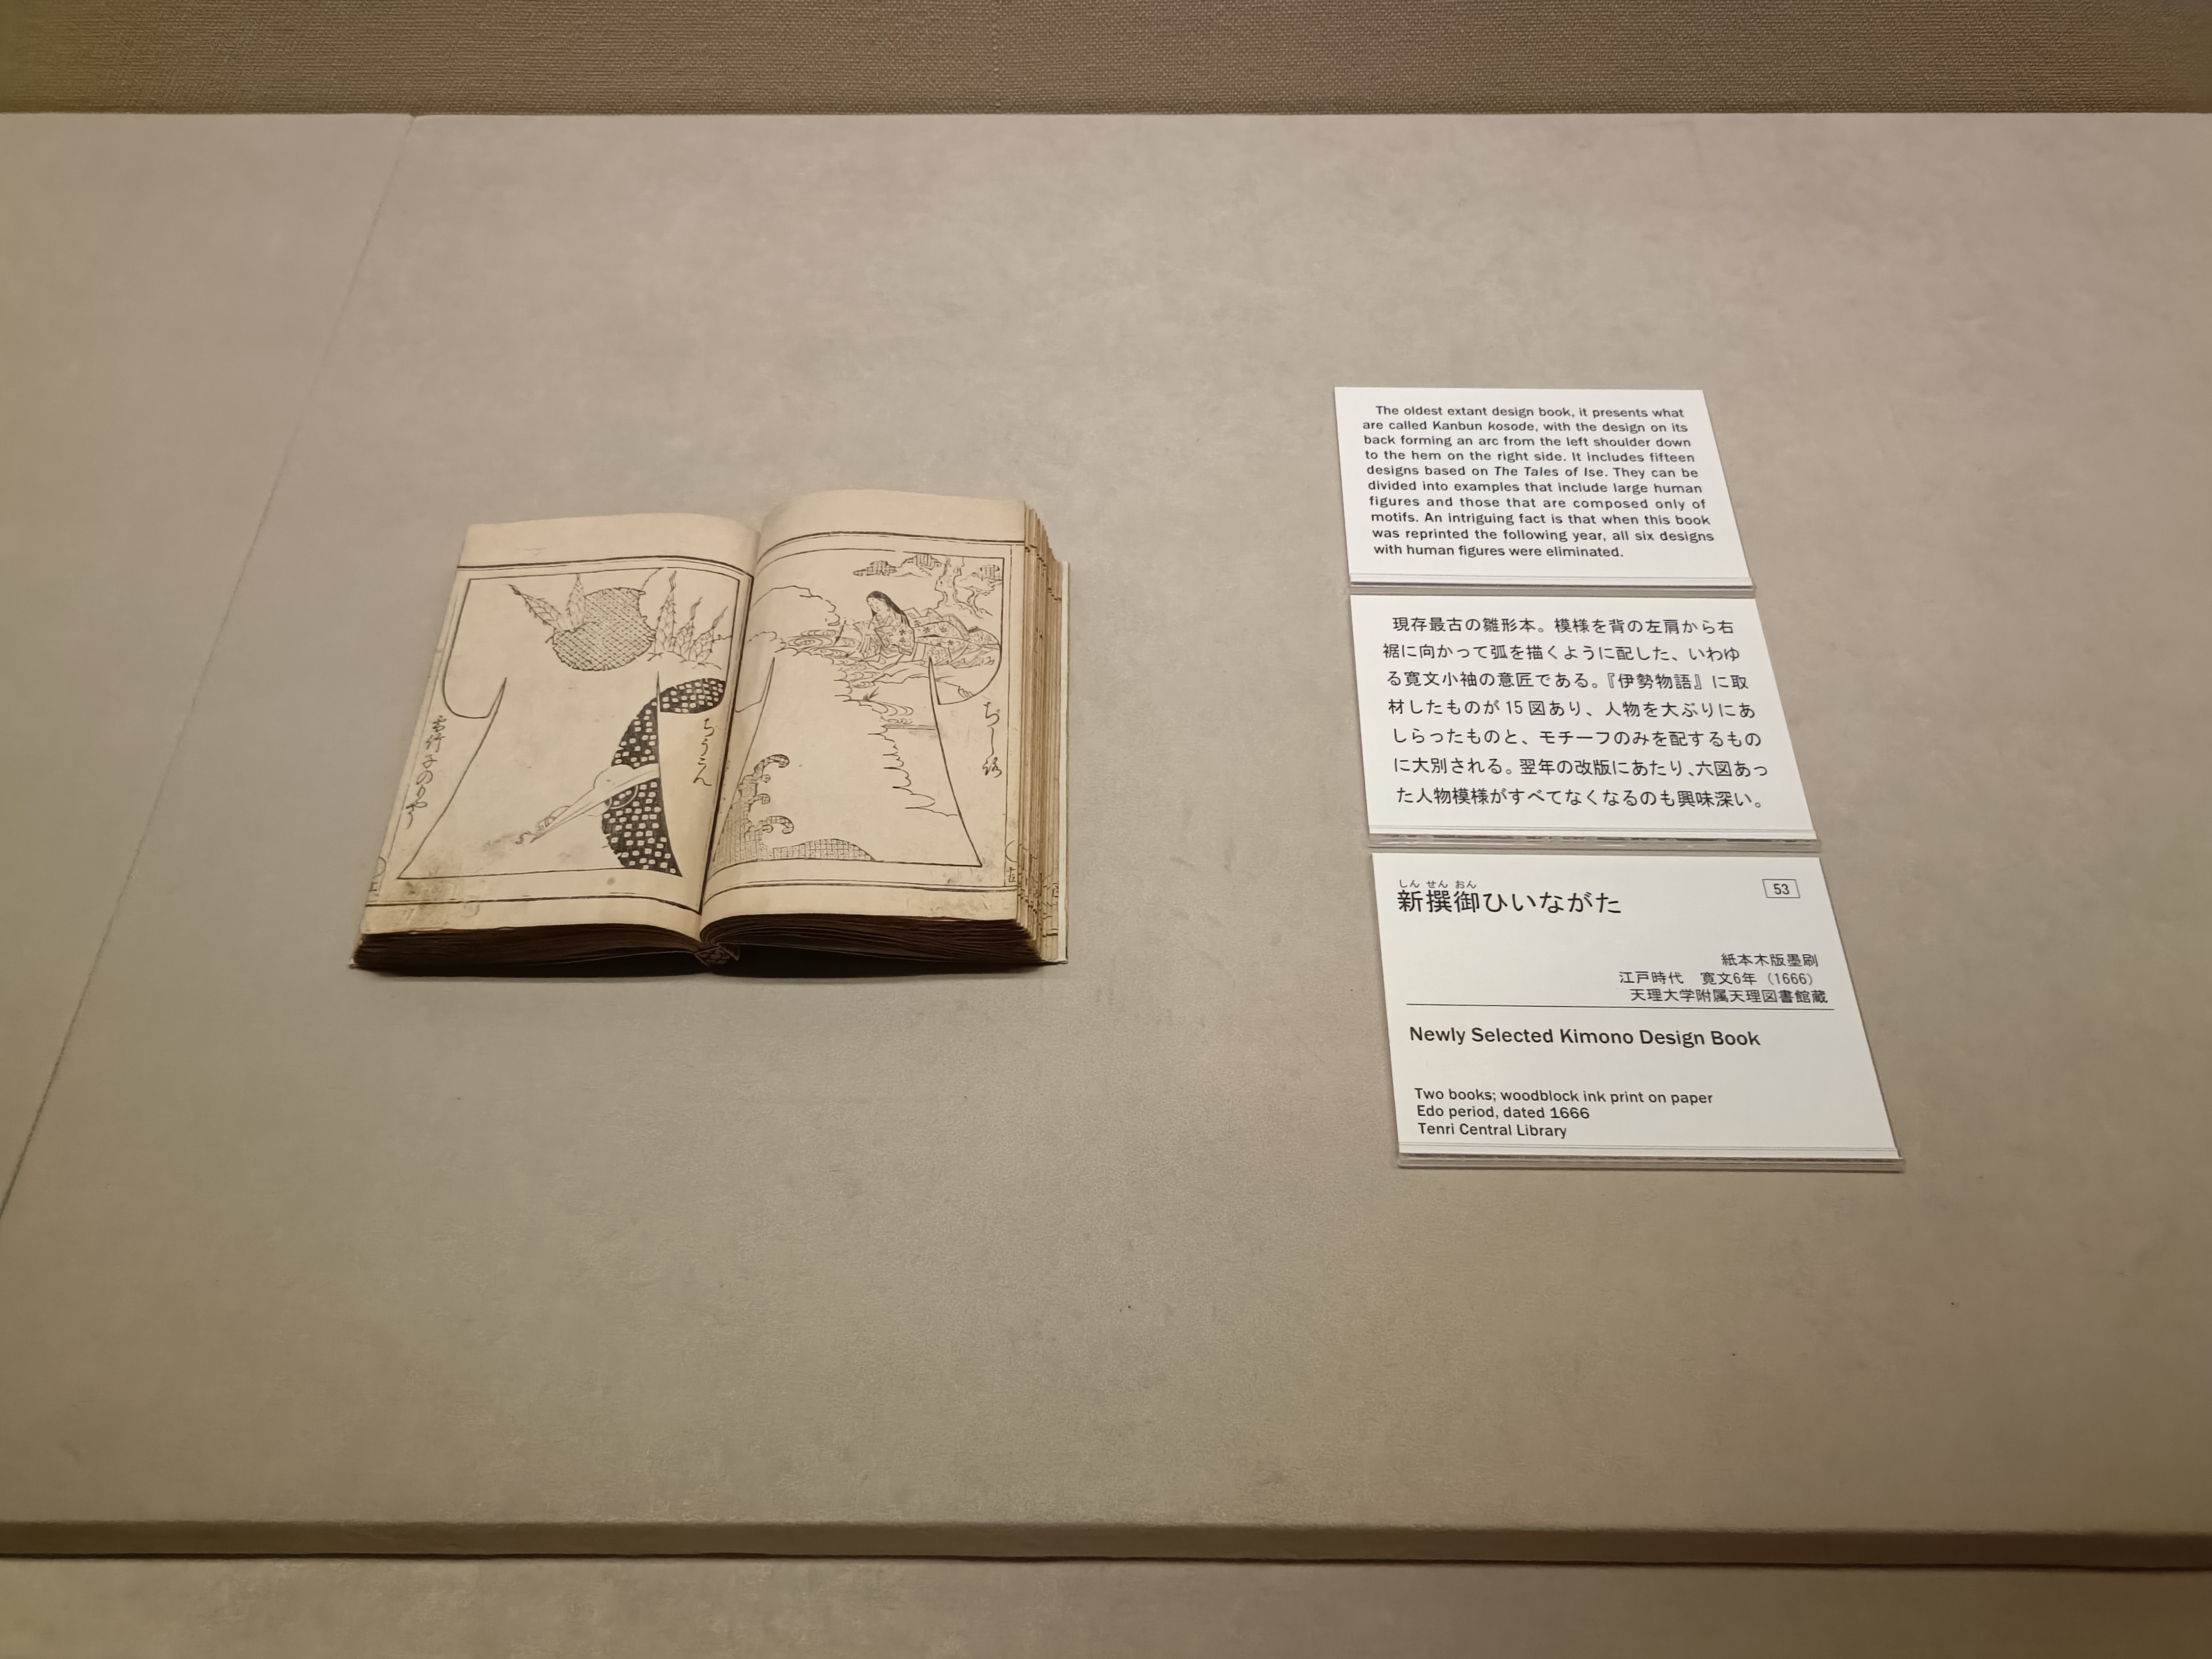 The oldest extant design book, it presents what
are called Kanbun kosode, with the design on its
back forming an arc from the left shoulder down
to the hem on the right side. It includes fifteen
designs based on The Tales of Ise. They can be
divided into examples that include large human
figures and those that are composed only of
motifs. An intriguing fact is that when this book
was reprinted the following year, all six designs
with human figures were eliminated.
現存最古の雛形本。模様を背の左肩から右
裾に向かって弧を描くように配した、いわゆ
る寛文小袖の意匠である。『伊勢物語』に取
材したものが15図あり、人物を大ぶりにあ
しらったものと、モチーフのみを配するもの
に大別される。翌年の改版にあたり、六図あっ
た人物模様がすべてなくなるのも興味深い。
しん せん おん
新撰御ひいながた
53
紙本木版墨刷
江戸時代　寛文6年（1666）
天理大学附属天理図書館蔵
Newly Selected Kimono Design Book
Two books; woodblock ink print on paper
Edo period, dated 1666
Tenri Central Library